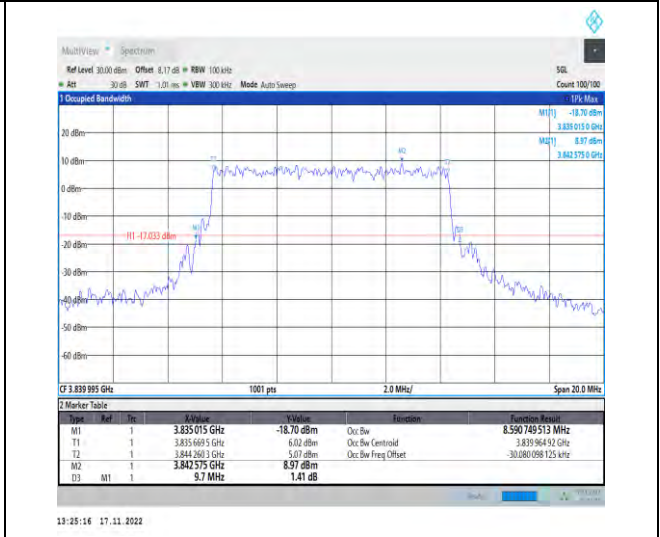 MultiView Spectrum
Ref Level 30.00 dBm Offset 8.17 dB RBW 100 kHz SGL
Att 30 dB SWT 1.01 ms VBW 300 kHz Mode Auto Sweep Count 100/100
1 Occupied Bandwidth 1Pk Max
M1[1] -18.70 dBm
3.835 015 0 GHz
M2[1] 8.97 dBm
3.842 575 0 GHz
20 dBm
M2
10 dBm
0 dBm
-10 dBm
H1 -17.033 dBm
-20 dBm
-30 dBm
-40 dBm
-50 dBm
-60 dBm
CF 3.839 995 GHz 1001 pts 2.0 MHz/ Span 20.0 MHz
2 Marker Table
Type Ref Trc X-Value Y-Value Function Function Result
M1 1 3.835 015 GHz -18.70 dBm Occ Bw 8.590 749 513 MHz
T1 1 3.835 669 5 GHz 6.02 dBm Occ Bw Centroid 3.839 964 92 GHz
T2 1 3.844 260 3 GHz 5.07 dBm Occ Bw Freq Offset -30.080 098 125 kHz
M2 1 3.842 575 GHz 8.97 dBm
D3 M1 1 9.7 MHz 1.41 dB
13:25:16 17.11.2022